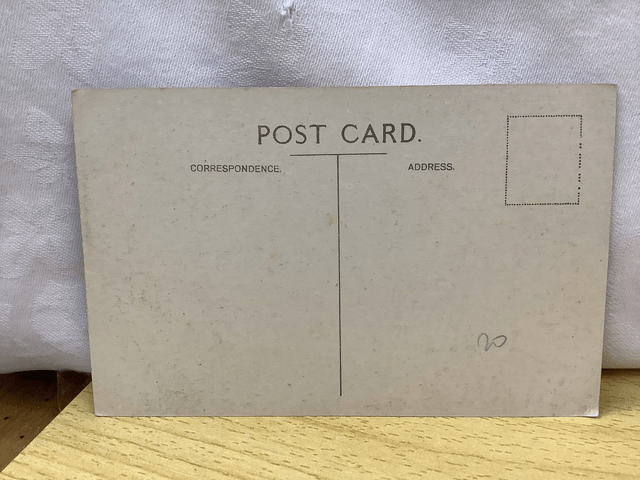 POST CARD.
CORRESPONDENCE.
ADDRESS.
20